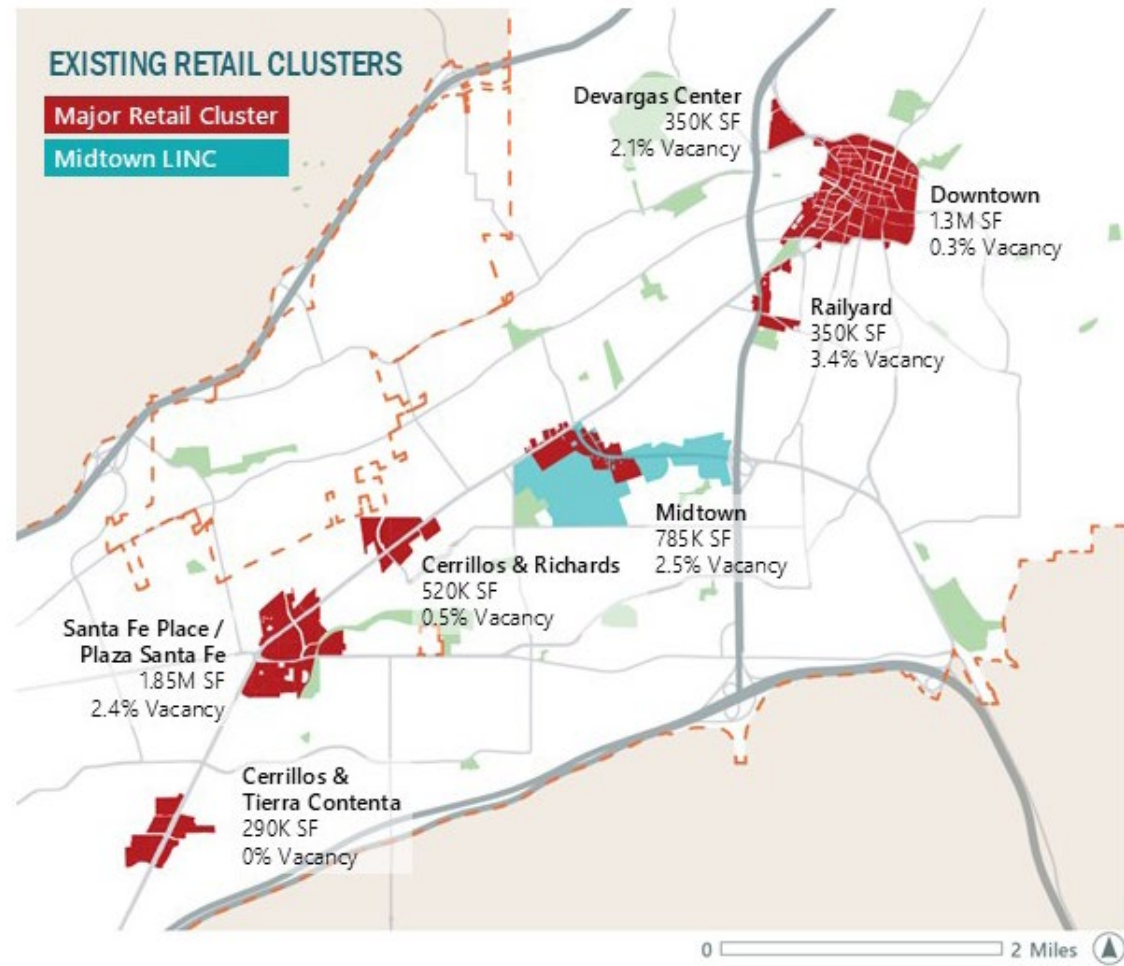 EXISTING RETAIL CLUSTERS
Major Retail Cluster
Midtown LINC
Devargas Center
350K SF
2.1% Vacancy
Downtown
1.3M SF
0.3% Vacancy
Railyard
350K SF
3.4% Vacancy
Midtown
785K SF
2.5% Vacancy
Cerrillos & Richards
520K SF
0.5% Vacancy
Santa Fe Place /
Plaza Santa Fe
1.85M SF
2.4% Vacancy
Cerrillos &
Tierra Contenta
290K SF
0% Vacancy
0 2 Miles